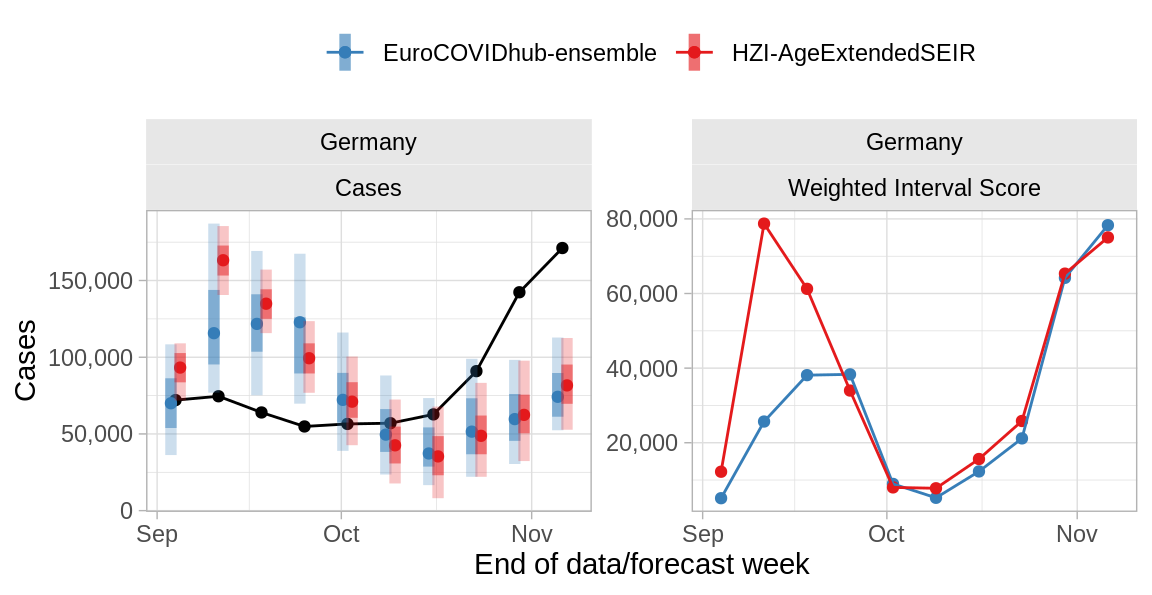 EuroCOVIDhub-ensemble HZI-AgeExtendedSEIR
Germany
Cases
Cases
150,000
100,000
50,000
0
Sep Oct Nov
Germany
Weighted Interval Score
80,000
60,000
40,000
20,000
Sep Oct Nov
End of data/forecast week